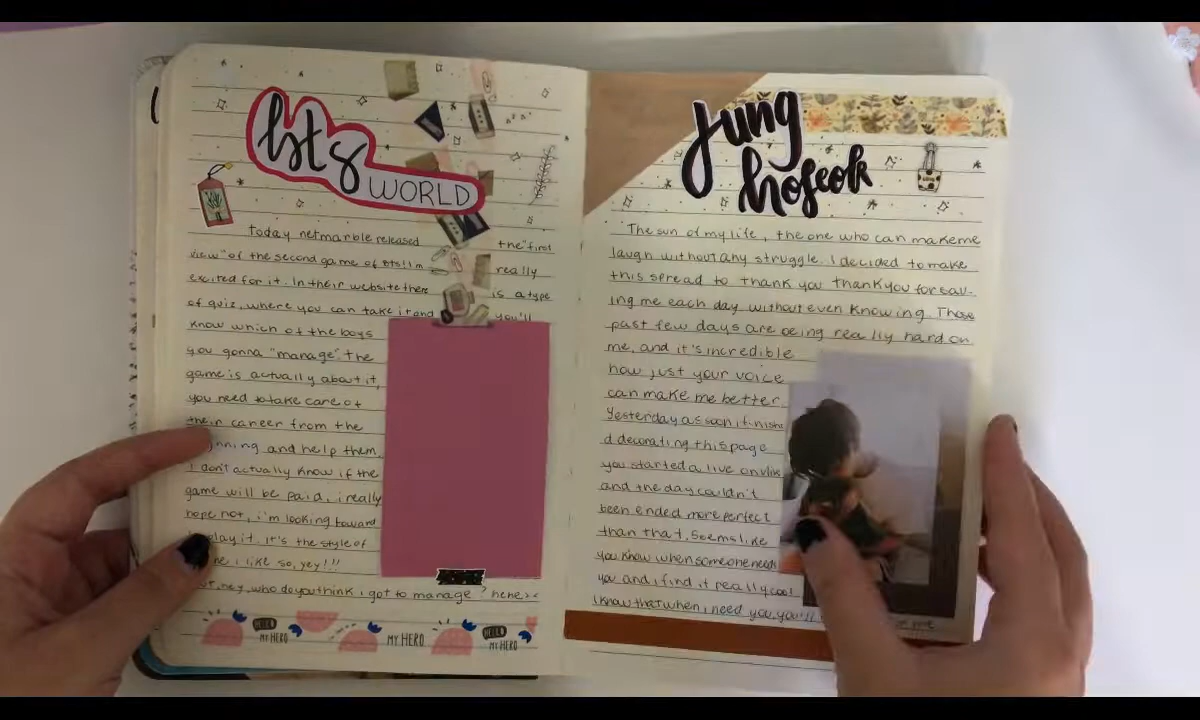 bts
WORLD
today netmarble released the "first
view" of the second game of BTS! I'm really
excited for it. In their website there is a type
of quiz, where you can take it and you'll
know which of the boys
you gonna "manage". the
game is actually about it,
you need to take care of
their career from the
and help them.
I don't actually know if the
game will be paid, i really
hope not, i'm looking toward
play it. It's the style of
i like so, yey!!!
hey, who do you think i got to manage? here><
HELLO MY HERO MY HERO HELLO MY HERO
Jung
hoseok
The sun of my life, the one who can make me
laugh without any struggle. I decided to make
this spread to thank you thank you for sav-
ing me each day without even knowing. Those
past few days are being really hard on
me, and it's incredible
how just your voice
can make me better.
Yesterday as soon i finishe
d decorating this page
you started a live on vlive
and the day couldn't
been ended more perfect
than that. Seems like
you know when someone needs
you and i find it really cool
I know that when i need you, you'll